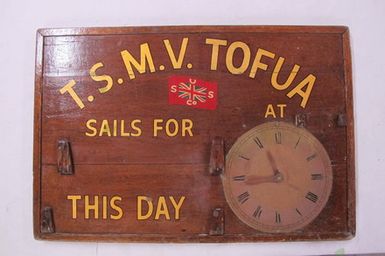 T.S.M.V. TOFUA
U
S S
Co
SAILS FOR
AT
THIS DAY